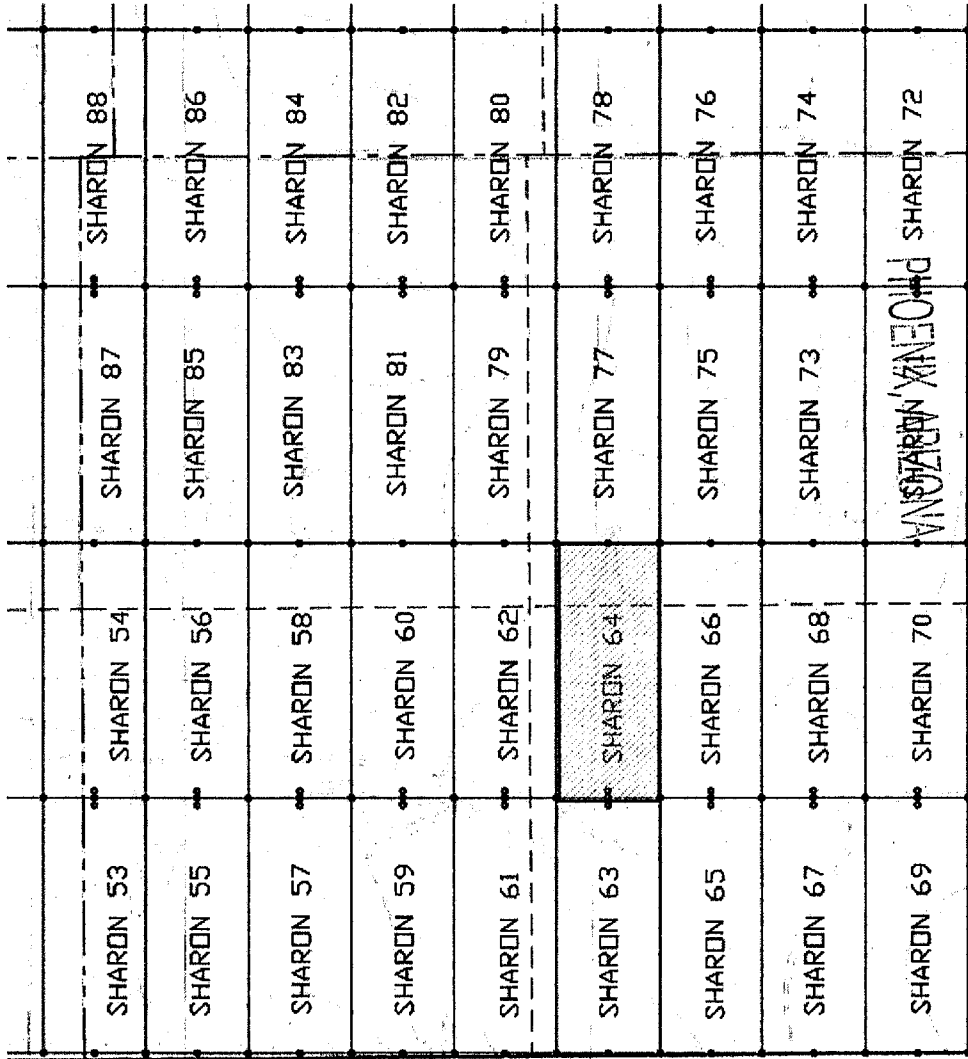 SHARON 88
SHARON 86
SHARON 84
SHARON 82
SHARON 80
SHARON 78
SHARON 76
SHARON 74
SHARON 72
SHARON 87
SHARON 85
SHARON 83
SHARON 81
SHARON 79
SHARON 77
SHARON 75
SHARON 73
SHARON 71
PHOENIX, ARIZONA
SHARON 54
SHARON 56
SHARON 58
SHARON 60
SHARON 62
SHARON 64
SHARON 66
SHARON 68
SHARON 70
SHARON 53
SHARON 55
SHARON 57
SHARON 59
SHARON 61
SHARON 63
SHARON 65
SHARON 67
SHARON 69